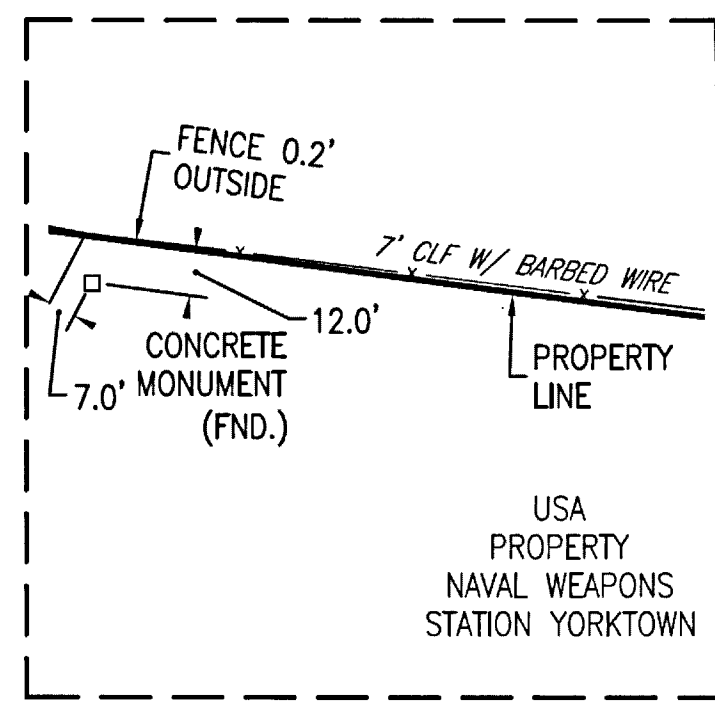 FENCE 0.2'
OUTSIDE
7' CLF W/ BARBED WIRE
12.0'
CONCRETE
MONUMENT
(FND.)
7.0'
PROPERTY
LINE
USA
PROPERTY
NAVAL WEAPONS
STATION YORKTOWN